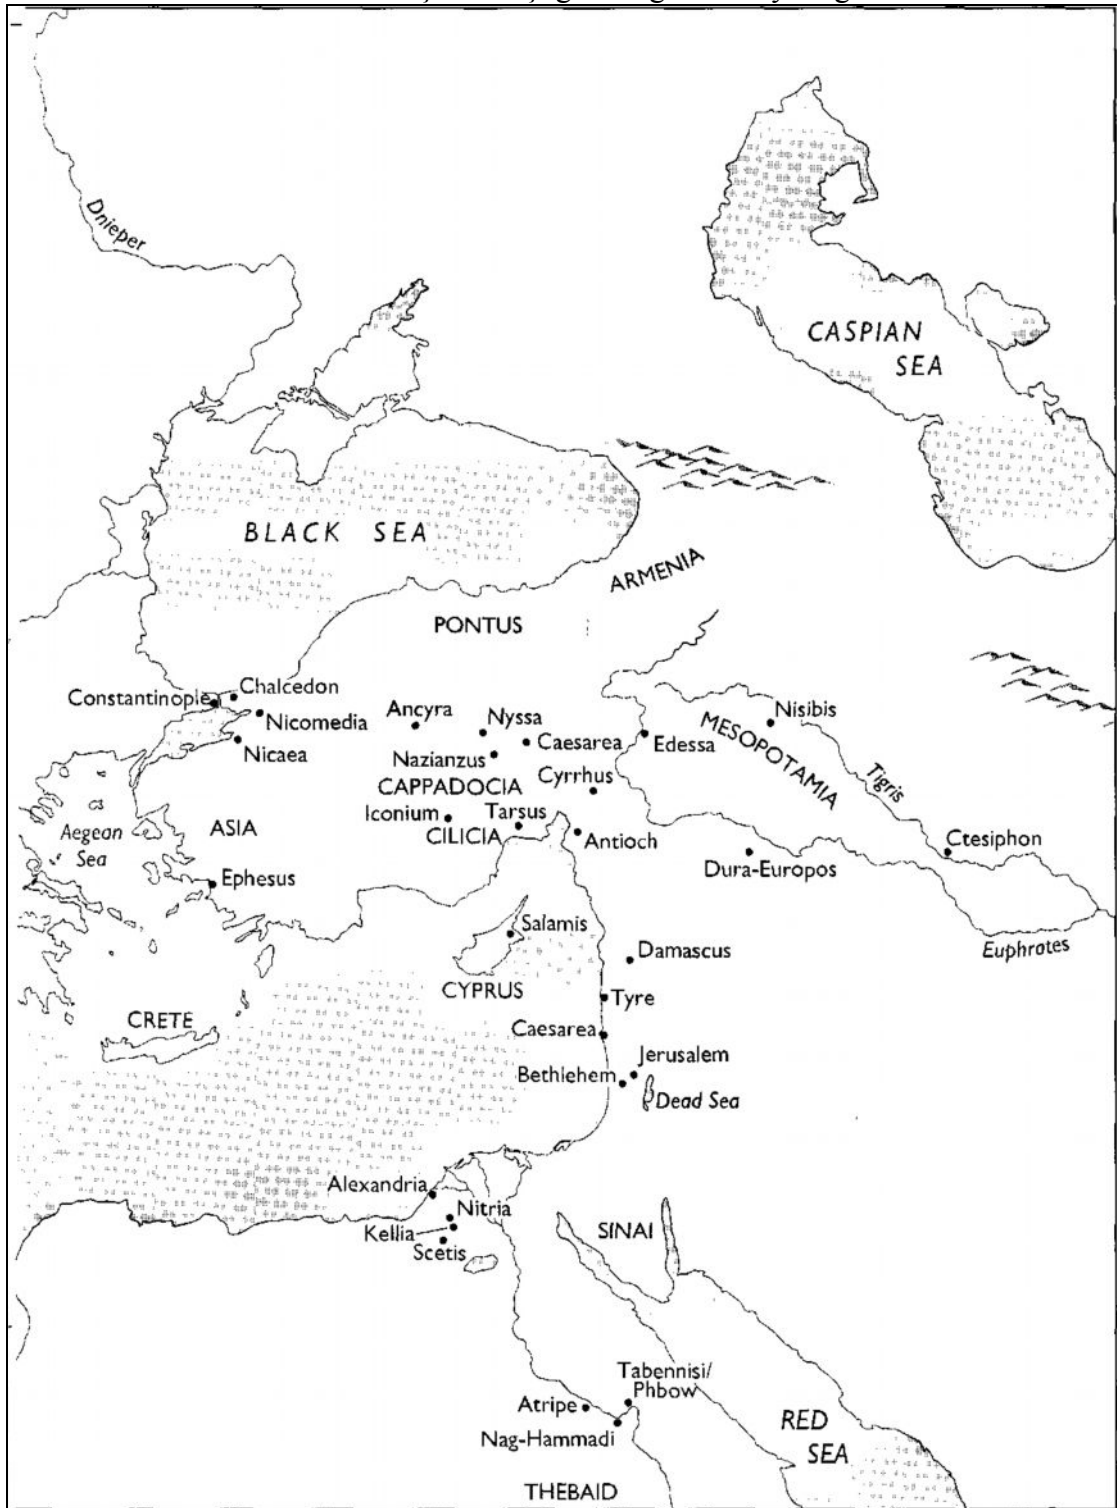 Dnieper
CASPIAN
SEA
BLACK SEA
ARMENIA
PONTUS
Constantinople
Chalcedon
Nicomedia
Nicaea
Ancyra
Nyssa
Caesarea
Nazianzus
CAPPADOCIA
Cyrrhus
Edessa
Nisibis
MESOPOTAMIA
Tigris
Aegean
Sea
ASIA
Iconium
Tarsus
CILICIA
Antioch
Dura-Europos
Ctesiphon
Ephesus
Euphrates
Salamis
CYPRUS
Damascus
Tyre
CRETE
Caesarea
Jerusalem
Bethlehem
Dead Sea
Alexandria
Nitria
Kellia
Scetis
SINAI
Tabennisi/
Phbow
Atripe
Nag-Hammadi
RED
SEA
THEBAID